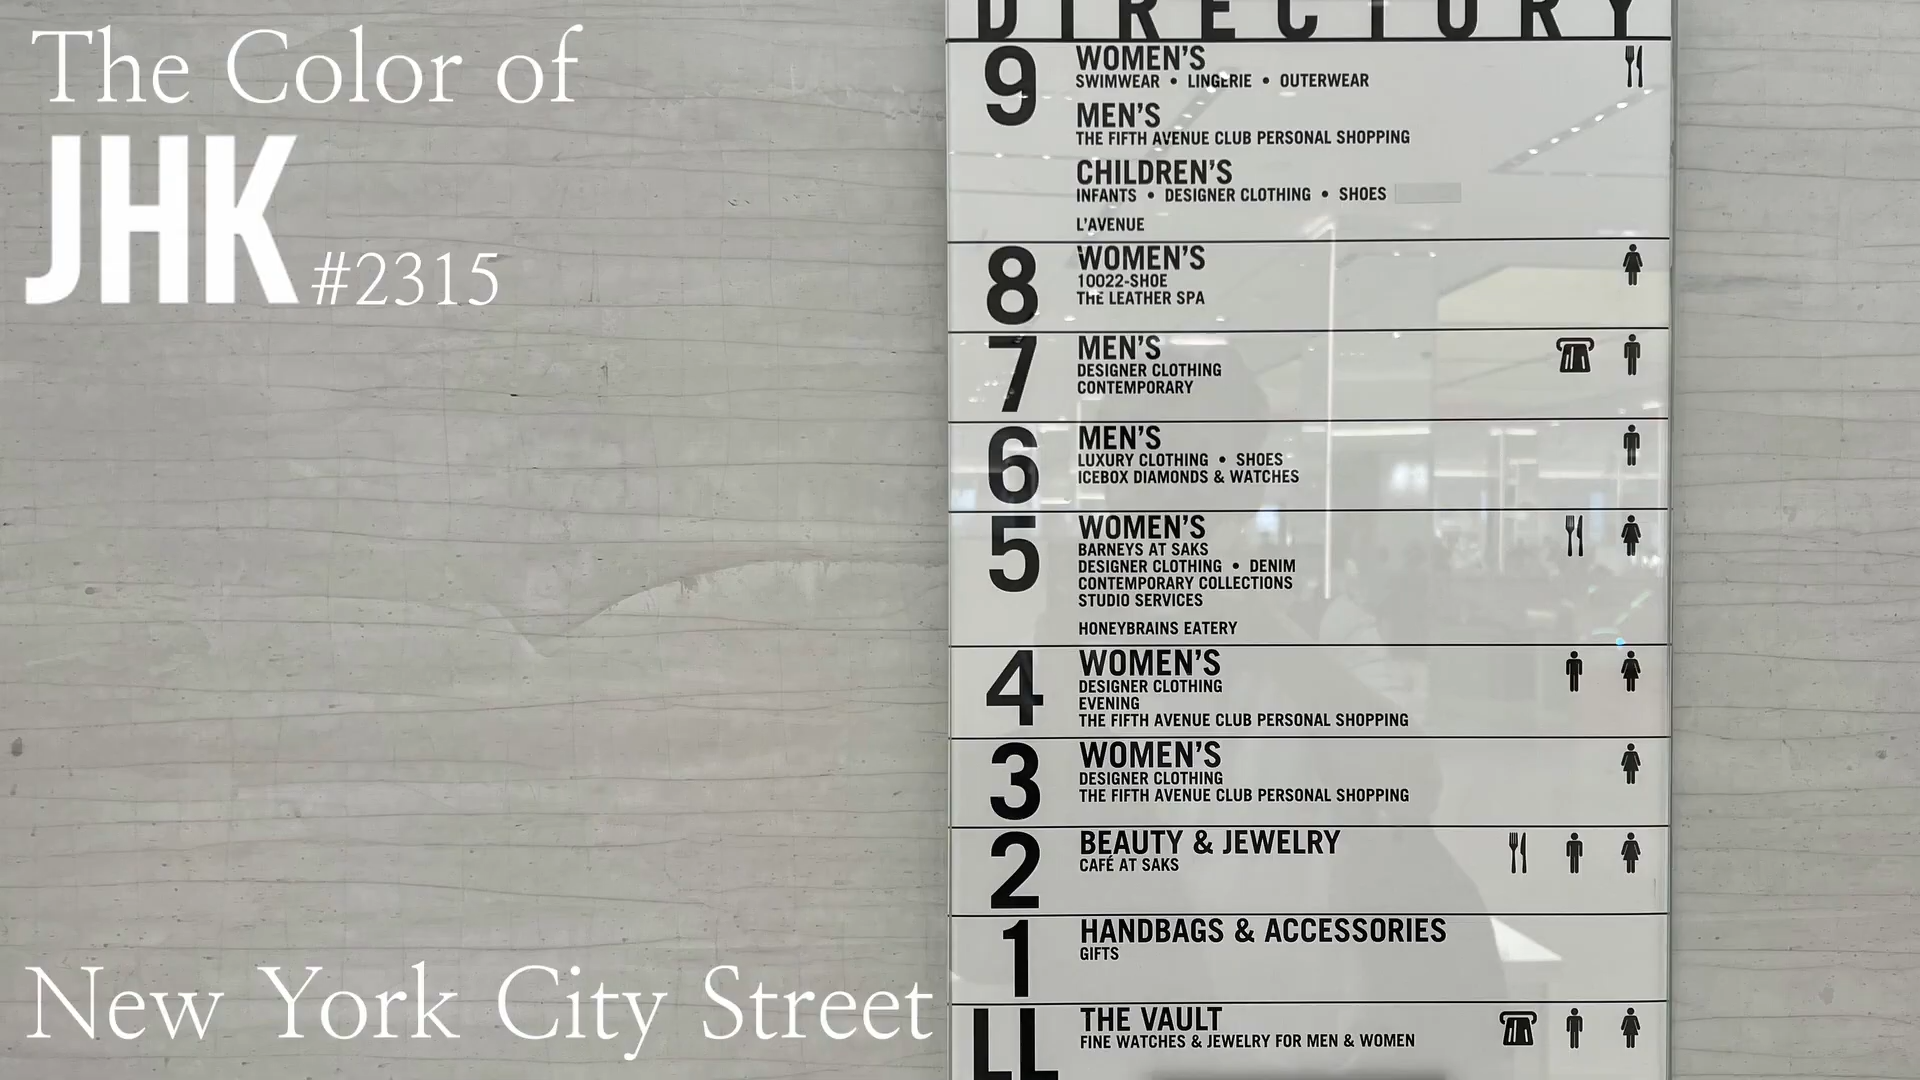 The Color of
JHK #2315
New York City Street
DIRECTORY
9
WOMEN'S
SWIMWEAR • LINGERIE • OUTERWEAR
MEN'S
THE FIFTH AVENUE CLUB PERSONAL SHOPPING
CHILDREN'S
INFANTS • DESIGNER CLOTHING • SHOES
L'AVENUE
8
WOMEN'S
10022-SHOE
THE LEATHER SPA
7
MEN'S
DESIGNER CLOTHING
CONTEMPORARY
6
MEN'S
LUXURY CLOTHING • SHOES
ICEBOX DIAMONDS & WATCHES
5
WOMEN'S
BARNEYS AT SAKS
DESIGNER CLOTHING • DENIM
CONTEMPORARY COLLECTIONS
STUDIO SERVICES
HONEYBRAINS EATERY
4
WOMEN'S
DESIGNER CLOTHING
EVENING
THE FIFTH AVENUE CLUB PERSONAL SHOPPING
3
WOMEN'S
DESIGNER CLOTHING
THE FIFTH AVENUE CLUB PERSONAL SHOPPING
2
BEAUTY & JEWELRY
CAFÉ AT SAKS
1
HANDBAGS & ACCESSORIES
GIFTS
LL
THE VAULT
FINE WATCHES & JEWELRY FOR MEN & WOMEN